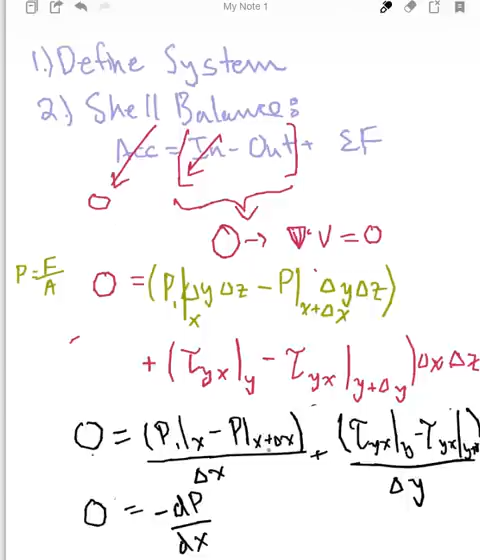 My Note 1
1.) Define System
2.) Shell Balance:
Acc = [In - Out] + ΣF
0
0 → ∇·V = 0
P = F/A 0 = (P|x Δy Δz - P|x+Δx Δy Δz)
+ (τyx|y - τyx|y+Δy) Δx Δz
0 = (P|x - P|x+Δx)/Δx + (τyx|y - τyx|y+
Δy
0 = -dP/dx